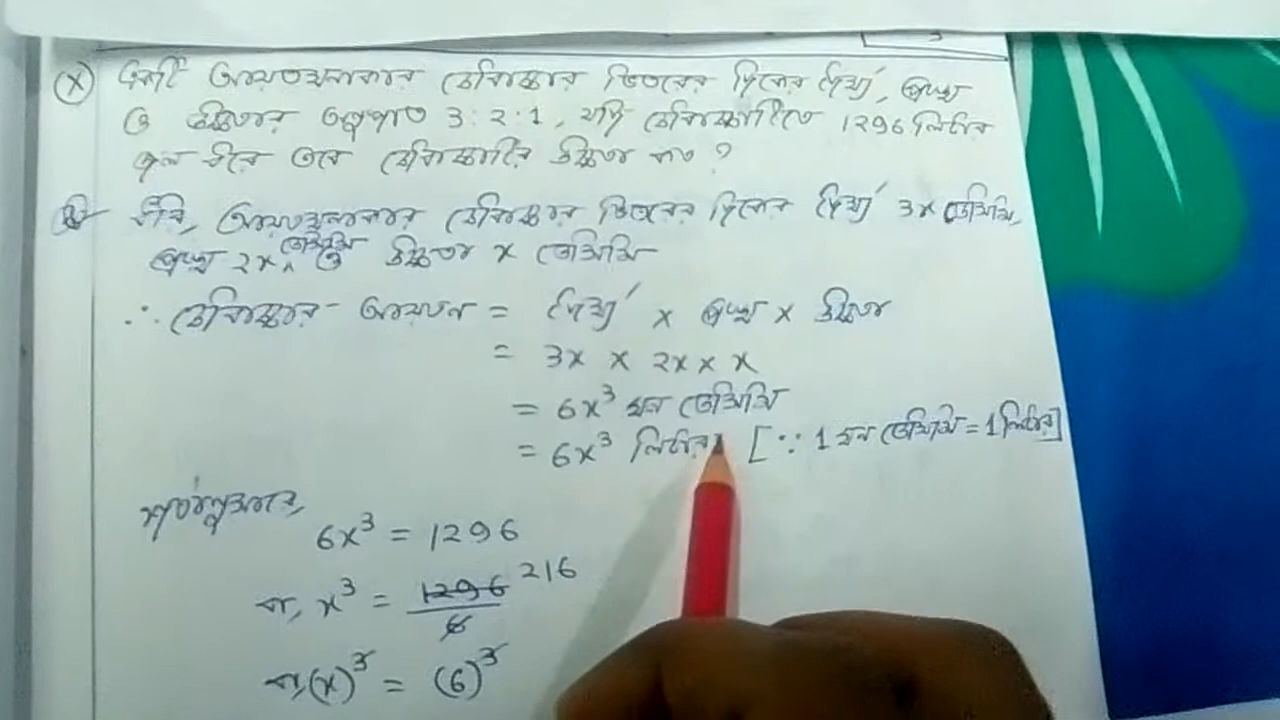 (x) একটি আয়তঘনাকার চৌবাচ্চার ভিতরের দিকের দৈর্ঘ্য, প্রস্থ
ও উচ্চতার অনুপাত 3:2:1, যদি চৌবাচ্চাটিতে 1296 লিটার
জল ধরে তবে চৌবাচ্চাটির উচ্চতা কত ?
ধরি, আয়তঘনাকার চৌবাচ্চার ভিতরের দিকের দৈর্ঘ্য 3x ডেসিমি,
প্রস্থ 2x ডেসিমি ও উচ্চতা x ডেসিমি
∴ চৌবাচ্চার আয়তন = দৈর্ঘ্য × প্রস্থ × উচ্চতা
= 3x × 2x × x
= 6x³ ঘন ডেসিমি
= 6x³ লিটার [∵ 1 ঘন ডেসিমি = 1 লিটার]
শর্তানুসারে,
6x³ = 1296
বা, x³ = 1296/6 216
বা, (x)³ = (6)³